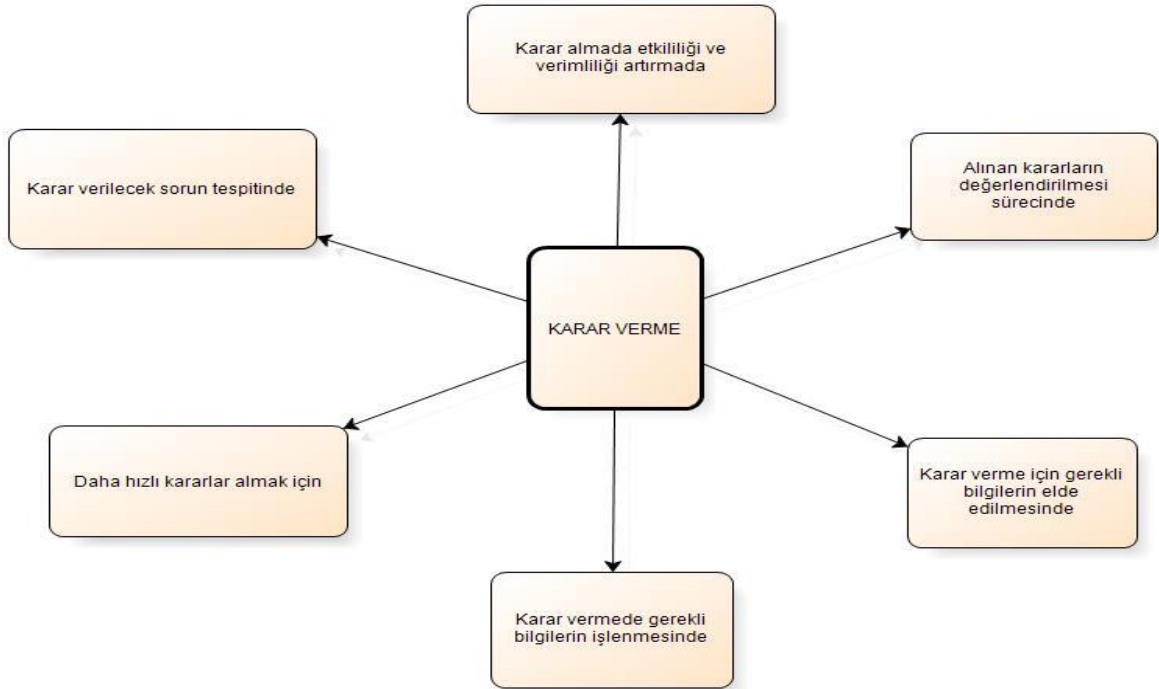 Karar almada etkililiği ve
verimliliği artırmada
Karar verilecek sorun tespitinde
Alınan kararların
değerlendirilmesi
sürecinde
KARAR VERME
Daha hızlı kararlar almak için
Karar verme için gerekli
bilgilerin elde
edilmesinde
Karar vermede gerekli
bilgilerin işlenmesinde